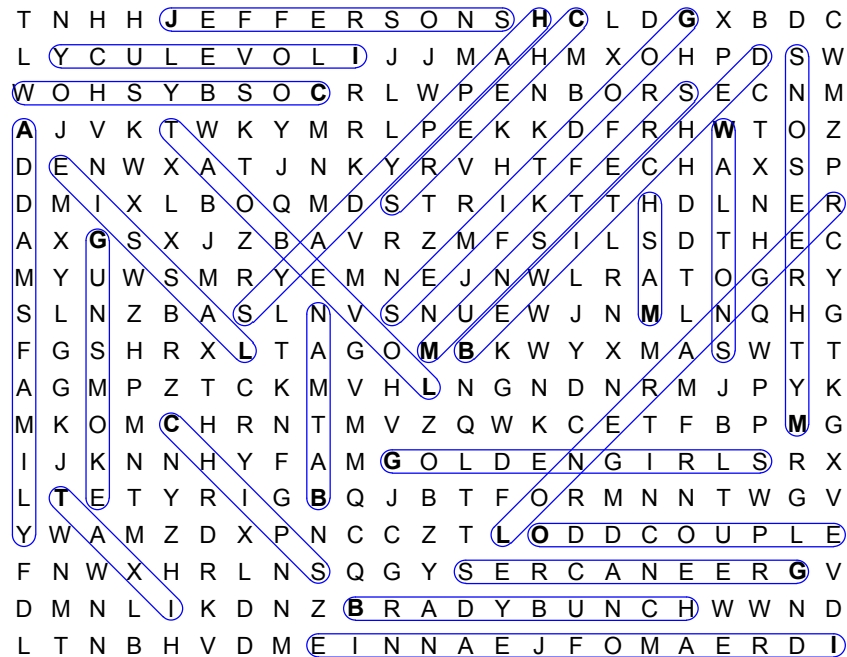 T N H H J E F F E R S O N S H C L D G X B D C
L Y C U L E V O L I J J M A H M X O H P D S W
W O H S Y B S O C R L W P E N B O R S E C N M
A J V K T W K Y M R L P E K K D F R H W T O Z
D E N W X A T J N K Y R V H T F E C H A X S P
D M I X L B O Q M D S T R I K T T H D L N E R
A X G S X J Z B A V R Z M F S I L S D T H E C
M Y U W S M R Y E M N E J N W L R A T O G R Y
S L N Z B A S L N V S N U E W J N M L N Q H G
F G S H R X L T A G O M B K W Y X M A S W T T
A G M P Z T C K M V H L N G N D N R M J P Y K
M K O M C H R N T M V Z Q W K C E T F B P M G
I J K N N H Y F A M G O L D E N G I R L S R X
L T E T Y R I G B Q J B T F O R M N N T W G V
Y W A M Z D X P N C C Z T L O D D C O U P L E
F N W X H R L N S Q G Y S E R C A N E E R G V
D M N L I K D N Z B R A D Y B U N C H W W N D
L T N B H V D M E I N N A E J F O M A E R D I